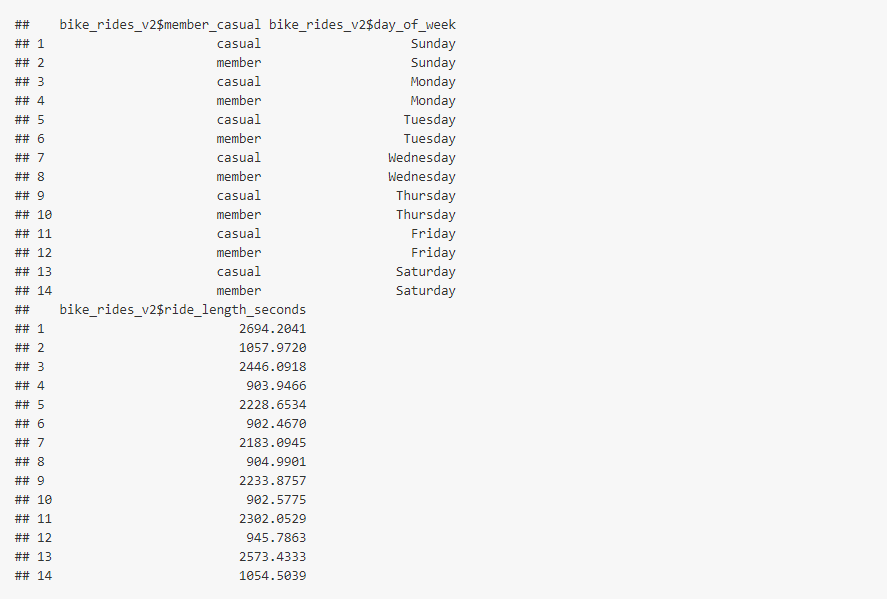 ##    bike_rides_v2$member_casual bike_rides_v2$day_of_week
## 1                       casual                    Sunday
## 2                       member                    Sunday
## 3                       casual                    Monday
## 4                       member                    Monday
## 5                       casual                   Tuesday
## 6                       member                   Tuesday
## 7                       casual                 Wednesday
## 8                       member                 Wednesday
## 9                       casual                  Thursday
## 10                      member                  Thursday
## 11                      casual                    Friday
## 12                      member                    Friday
## 13                      casual                  Saturday
## 14                      member                  Saturday
##    bike_rides_v2$ride_length_seconds
## 1                          2694.2041
## 2                          1057.9720
## 3                          2446.0918
## 4                           903.9466
## 5                          2228.6534
## 6                           902.4670
## 7                          2183.0945
## 8                           904.9901
## 9                          2233.8757
## 10                          902.5775
## 11                         2302.0529
## 12                          945.7863
## 13                         2573.4333
## 14                         1054.5039